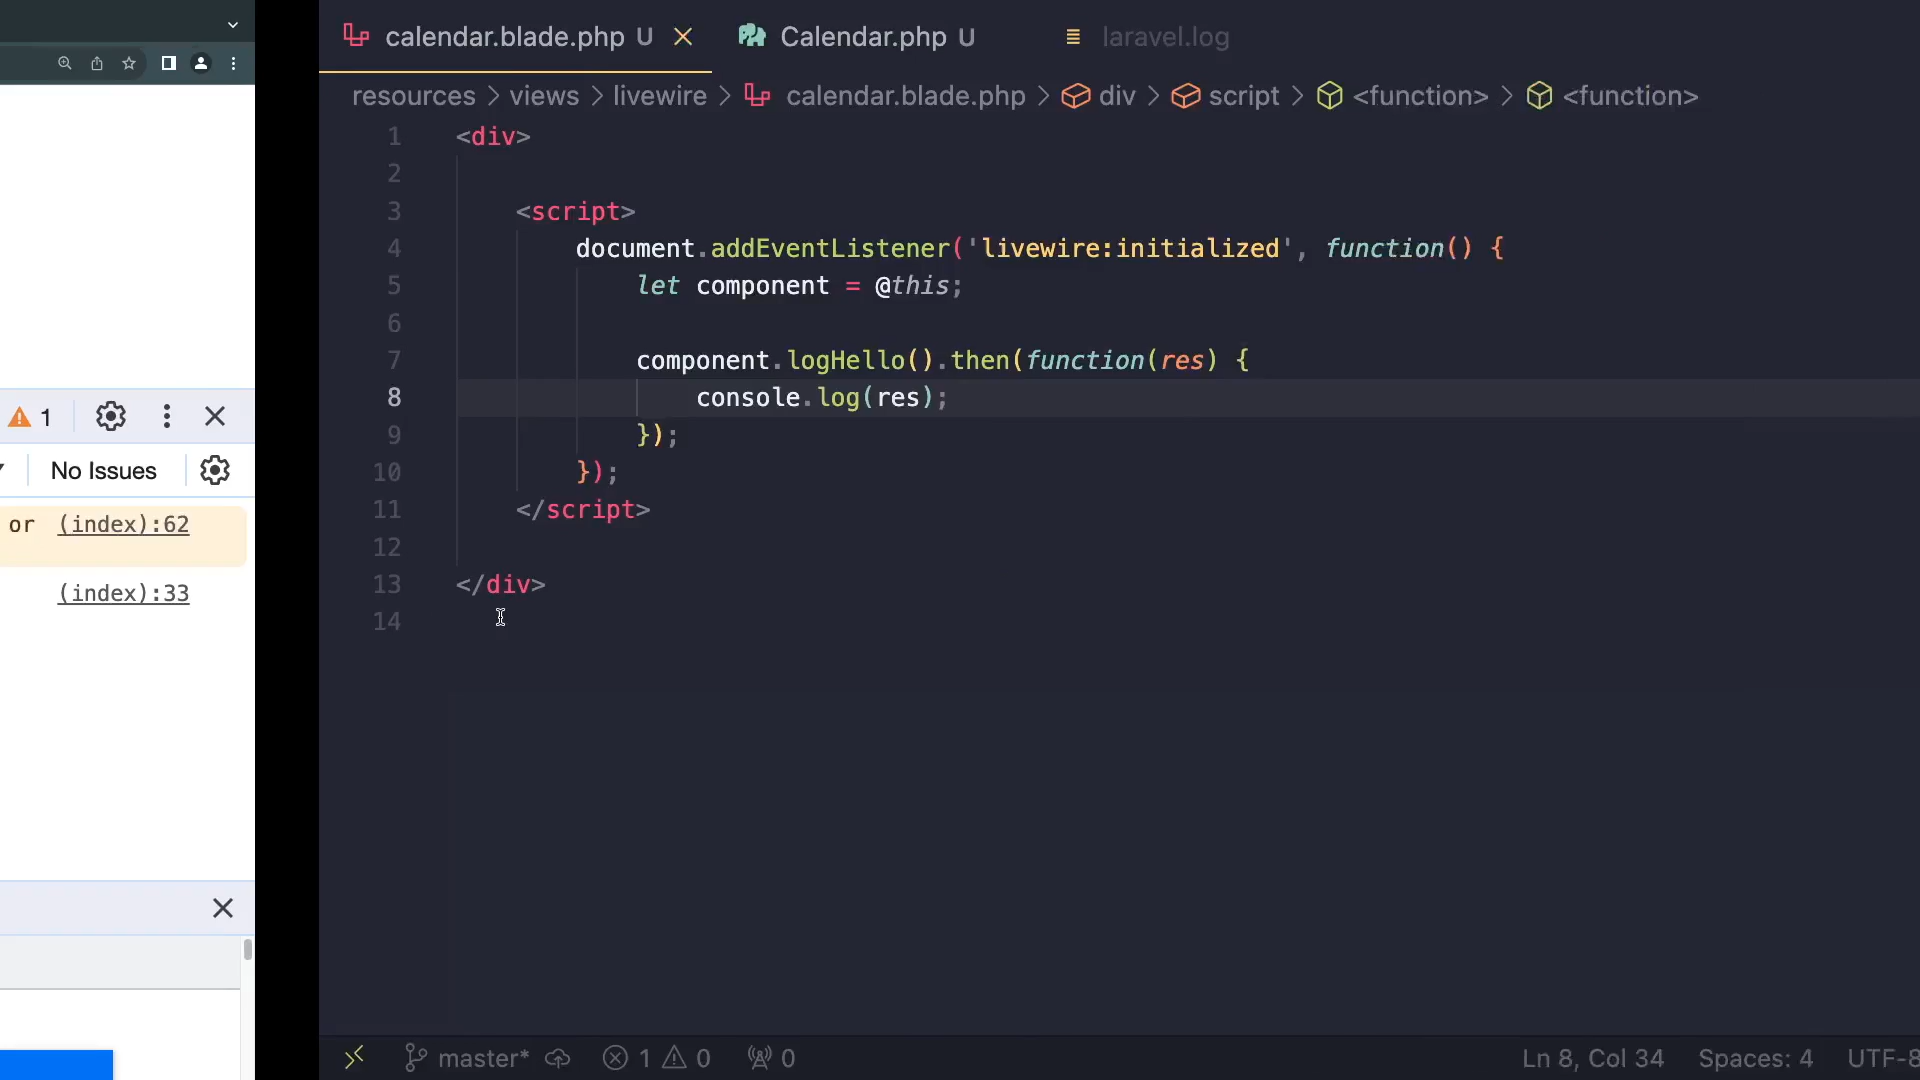 1
No Issues
or (index):62
(index):33
calendar.blade.php U
Calendar.php U
laravel.log
resources > views > livewire > calendar.blade.php > div > script > <function> > <function>
1 <div>
2
3 <script>
4 document.addEventListener('livewire:initialized', function() {
5 let component = @this;
6
7 component.logHello().then(function(res) {
8 console.log(res);
9 });
10 });
11 </script>
12
13 </div>
14
master* 1 0 0 Ln 8, Col 34 Spaces: 4 UTF-8